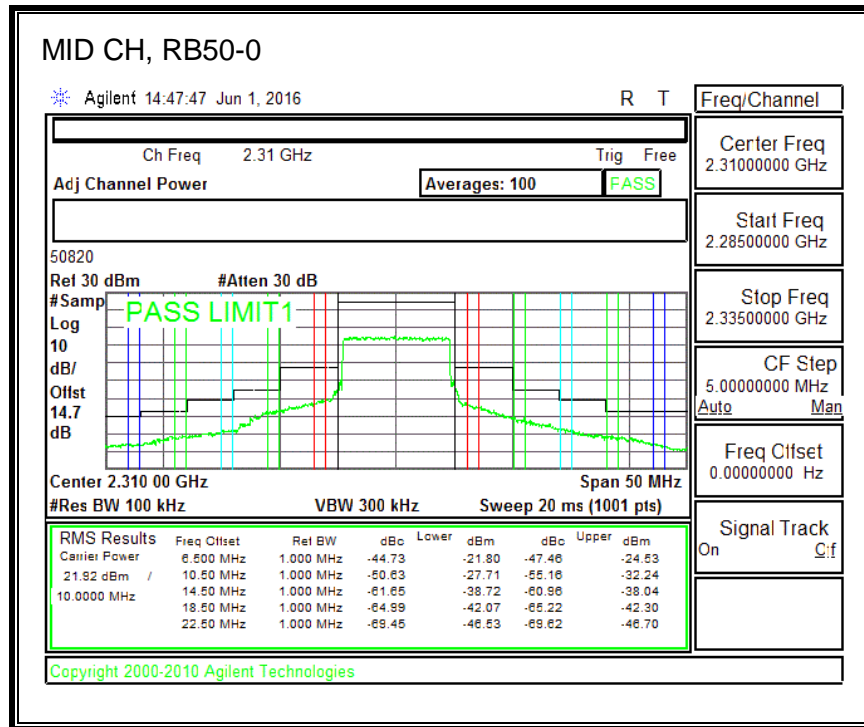 MID CH, RB50-0
Agilent 14:47:47 Jun 1, 2016 R T
Freq/Channel
Ch Freq 2.31 GHz Trig Free
Adj Channel Power Averages: 100 PASS
Center Freq
2.31000000 GHz
Start Freq
2.28500000 GHz
Stop Freq
2.33500000 GHz
CF Step
5.00000000 MHz
Auto Man
Freq Offset
0.00000000 Hz
Signal Track
On Off
50820
Ref 30 dBm #Atten 30 dB
#Samp
Log
10
dB/
Offst
14.7
dB
PASS LIMIT1
Center 2.310 00 GHz Span 50 MHz
#Res BW 100 kHz VBW 300 kHz Sweep 20 ms (1001 pts)
RMS Results Freq Offset Ref BW dBc Lower dBm dBc Upper dBm
Carrier Power 6.500 MHz 1.000 MHz -44.73 -21.80 -47.46 -24.53
21.92 dBm / 10.50 MHz 1.000 MHz -50.63 -27.71 -55.16 -32.24
10.0000 MHz 14.50 MHz 1.000 MHz -61.65 -38.72 -60.96 -38.04
18.50 MHz 1.000 MHz -64.99 -42.07 -65.22 -42.30
22.50 MHz 1.000 MHz -69.45 -46.53 -69.62 -46.70
Copyright 2000-2010 Agilent Technologies